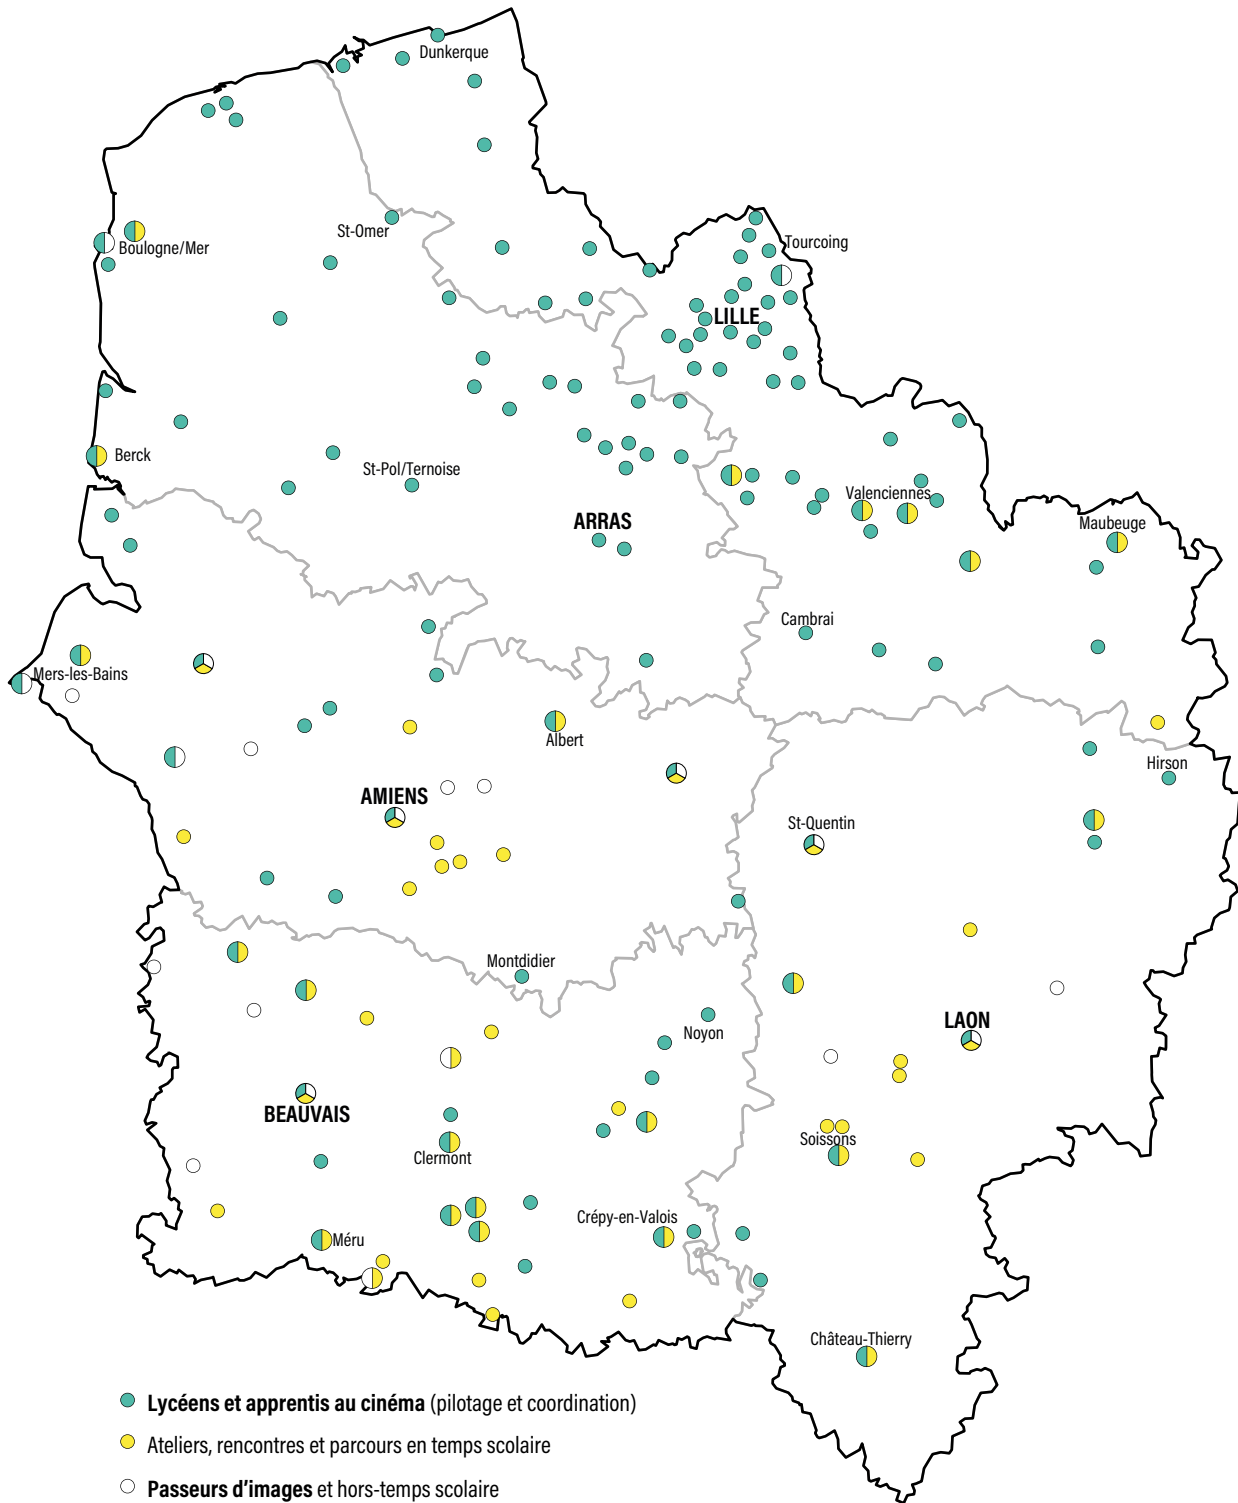 Dunkerque
St-Omer
Tourcoing
Boulogne/Mer
LILLE
Berck
St-Pol/Ternoise
Valenciennes
ARRAS
Maubeuge
Cambrai
Mers-les-Bains
Albert
Hirson
AMIENS
St-Quentin
Montdidier
LAON
Noyon
BEAUVAIS
Soissons
Clermont
Crépy-en-Valois
Méru
Château-Thierry
Lycéens et apprentis au cinéma (pilotage et coordination)
Ateliers, rencontres et parcours en temps scolaire
Passeurs d'images et hors-temps scolaire